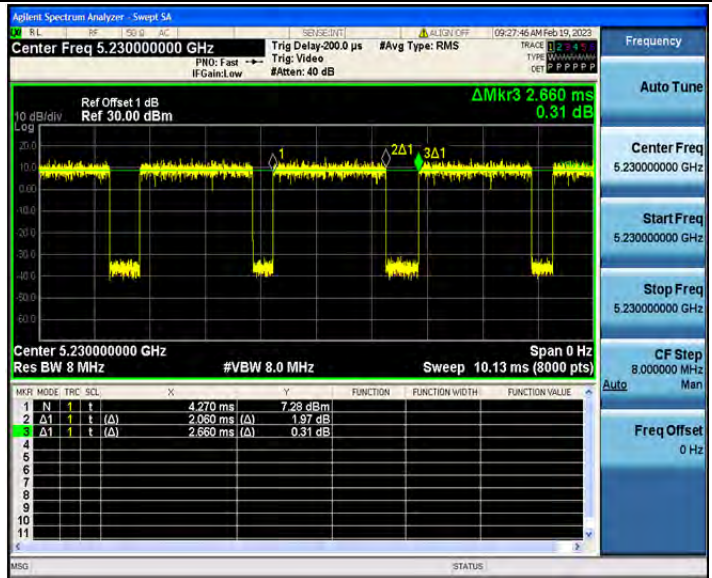 Agilent Spectrum Analyzer - Swept SA
RL RF 50 Ω AC SENSE:INT ALIGN OFF 09:27:46 AM Feb 19, 2023
Center Freq 5.230000000 GHz Trig Delay-200.0 µs #Avg Type: RMS TRACE 1 2 3 4 5 6
PNO: Fast Trig: Video TYPE
IFGain:Low #Atten: 40 dB DET P P P P P P
Frequency
ΔMkr3 2.660 ms
0.31 dB
Ref Offset 1 dB
10 dB/div Ref 30.00 dBm
Log
20.0
10.0
0.00
-10.0
-20.0
-30.0
-40.0
-50.0
-60.0
1
2Δ1
3Δ1
Center 5.230000000 GHz Span 0 Hz
Res BW 8 MHz #VBW 8.0 MHz Sweep 10.13 ms (8000 pts)
MKR MODE TRC SCL X Y FUNCTION FUNCTION WIDTH FUNCTION VALUE
1 N 1 t 4.270 ms 7.28 dBm
2 Δ1 1 t (Δ) 2.060 ms (Δ) 1.97 dB
3 Δ1 1 t (Δ) 2.660 ms (Δ) 0.31 dB
4
5
6
7
8
9
10
11
MSG STATUS
Auto Tune
Center Freq
5.230000000 GHz
Start Freq
5.230000000 GHz
Stop Freq
5.230000000 GHz
CF Step
8.000000 MHz
Auto Man
Freq Offset
0 Hz